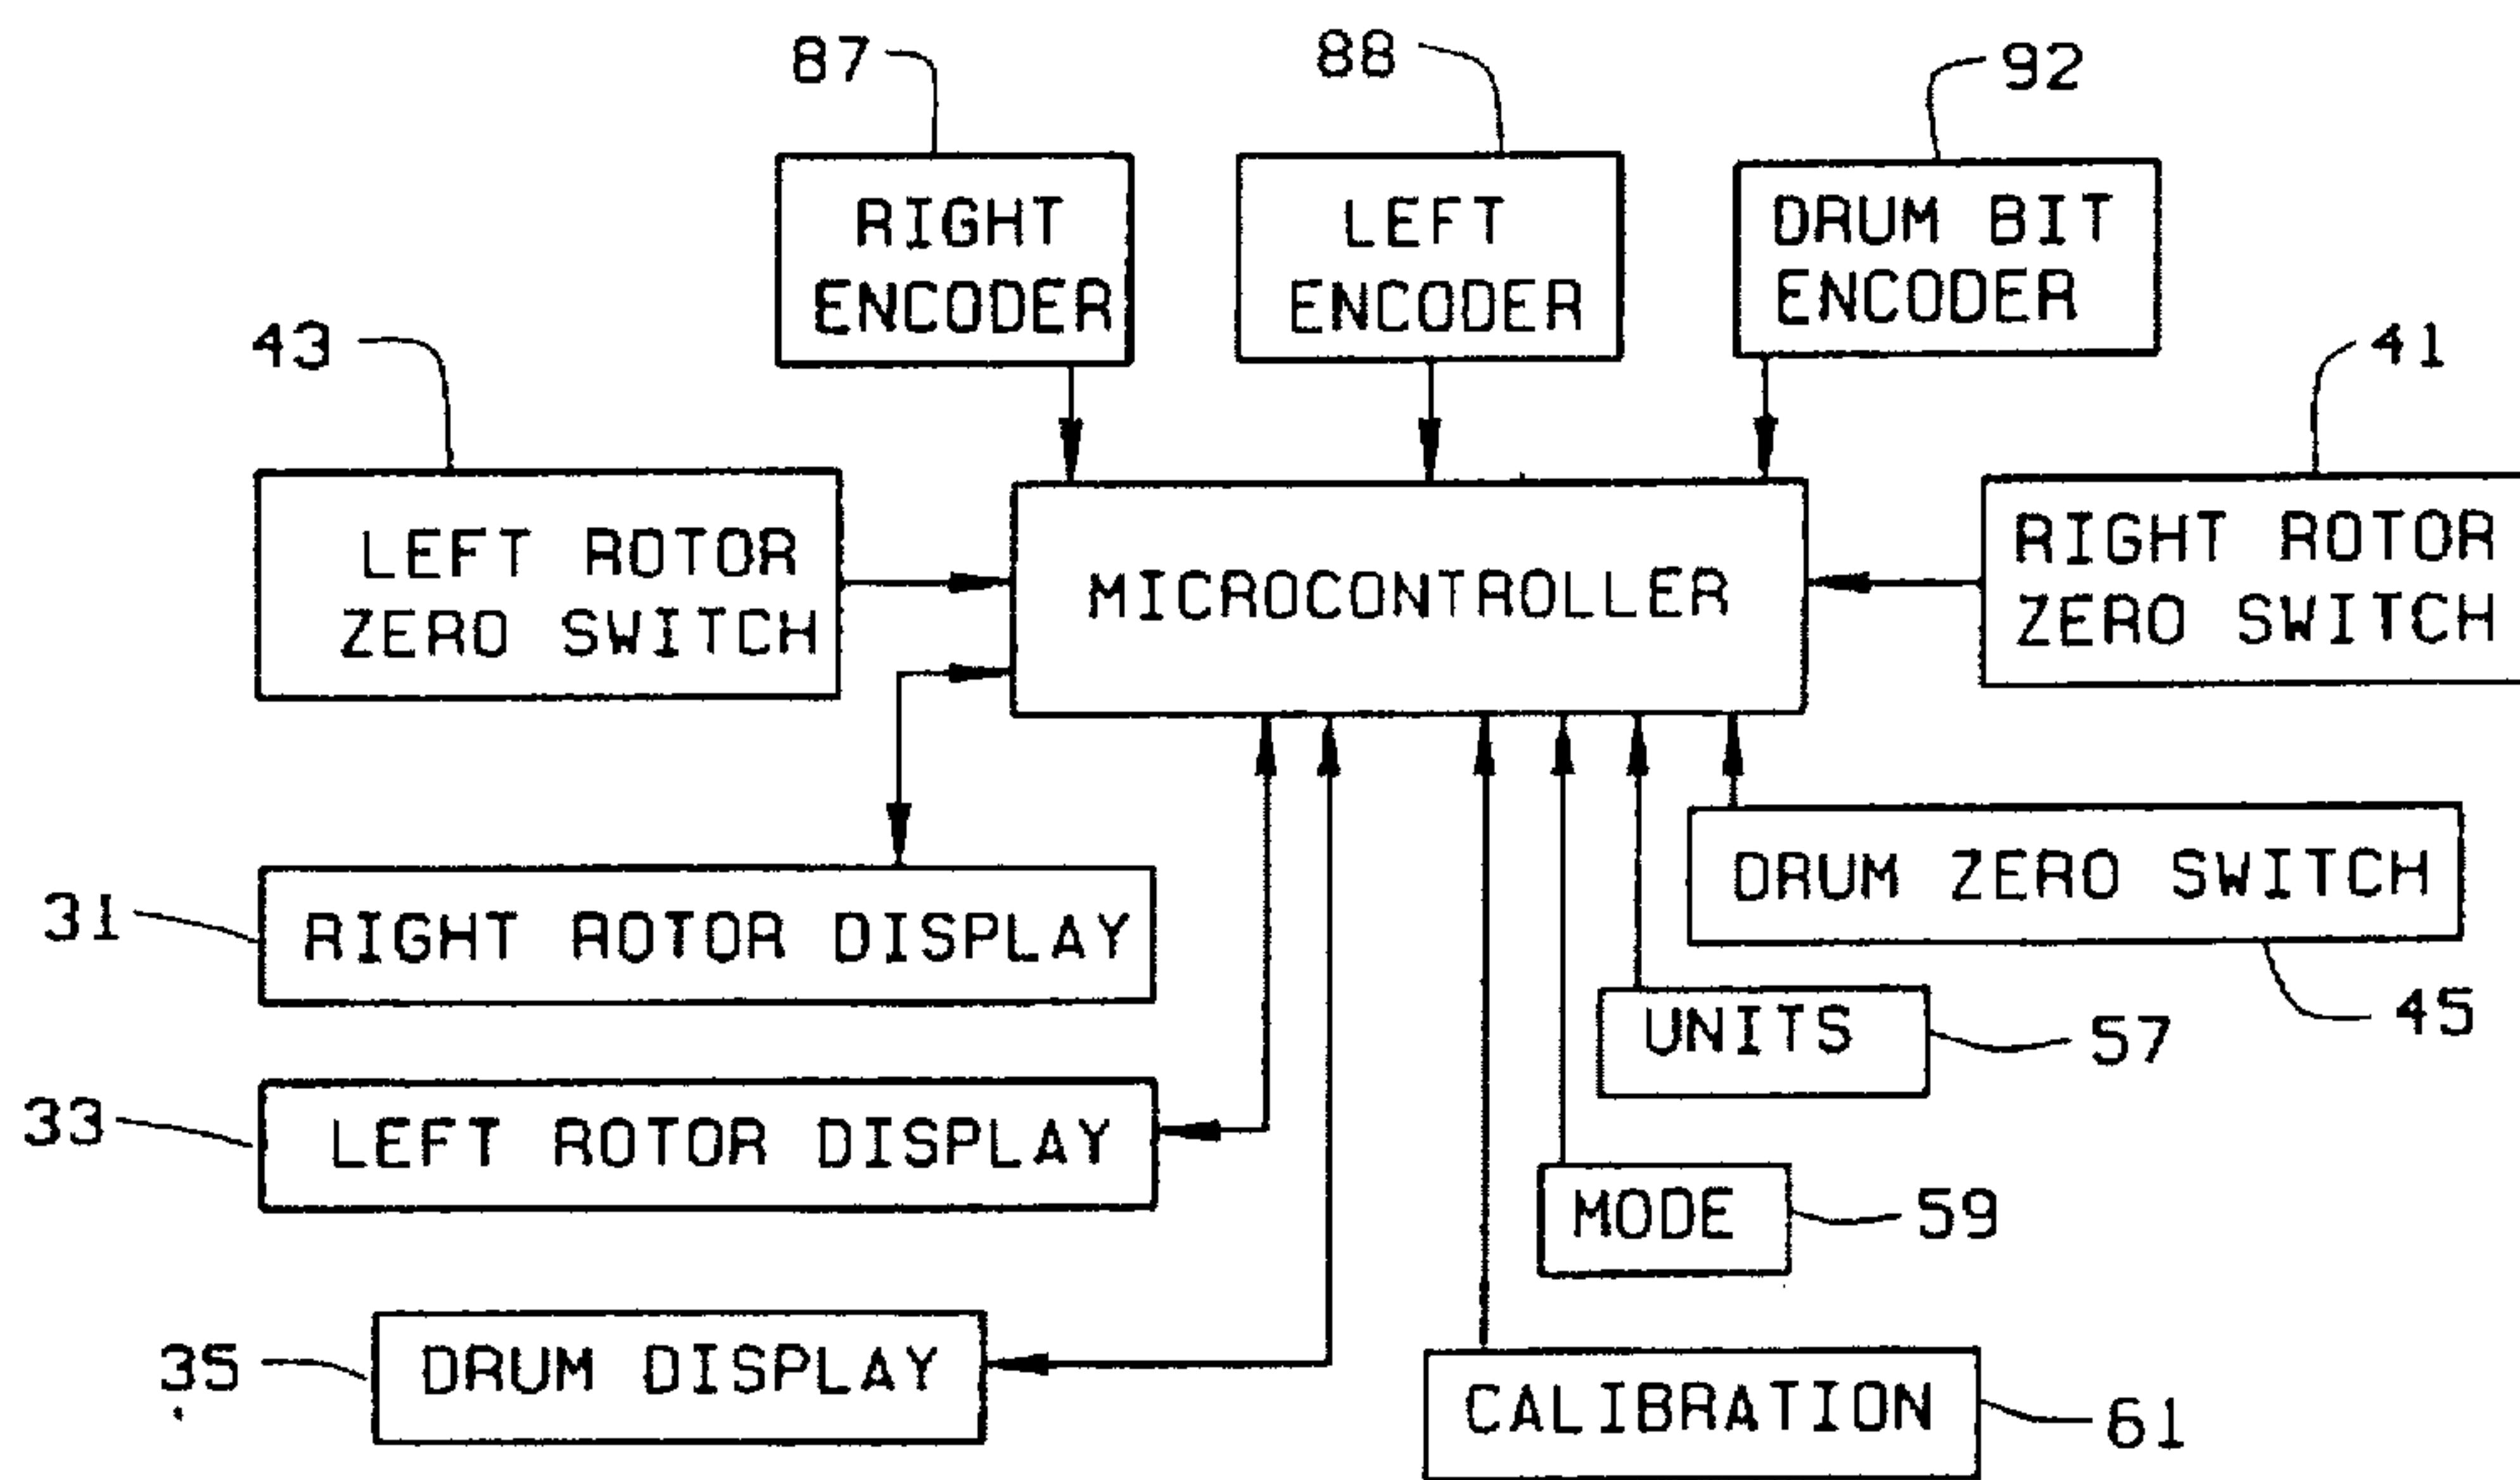 87
88
92
RIGHT
ENCODER
LEFT
ENCODER
DRUM BIT
ENCODER
43
41
LEFT ROTOR
ZERO SWITCH
MICROCONTROLLER
RIGHT ROTOR
ZERO SWITCH
31
RIGHT ROTOR DISPLAY
DRUM ZERO SWITCH
45
UNITS
57
33
LEFT ROTOR DISPLAY
MODE
59
35
DRUM DISPLAY
CALIBRATION
61